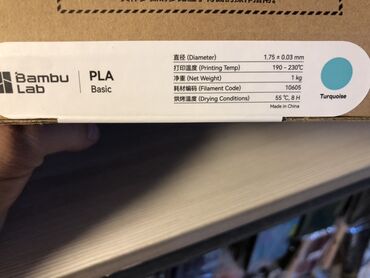 Bambu
Lab
PLA
Basic
直径 (Diameter) 1.75 ± 0.03 mm
打印温度 (Printing Temp) 190 - 230℃
净重 (Net Weight) 1 kg
耗材编码 (Filament Code) 10605
烘烤温度 (Drying Conditions) 55 ℃, 8 H
Made in China
Turquoise